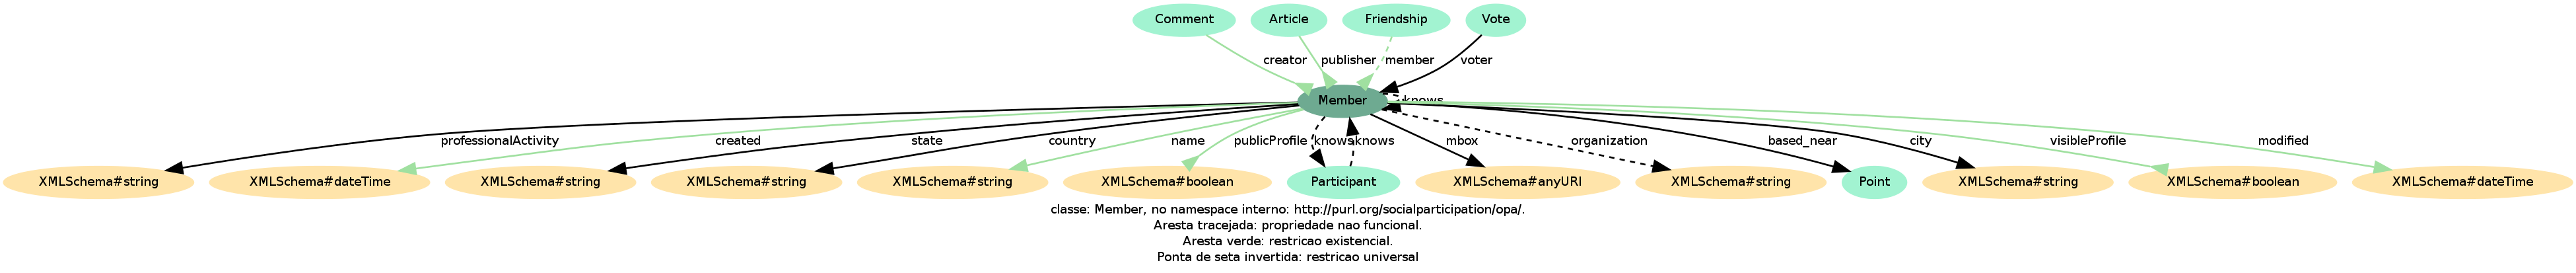 Comment Article Friendship Vote
creator publisher member voter
Member knows
professionalActivity created state country name publicProfile knows knows mbox organization based_near city visibleProfile modified
XMLSchema#string XMLSchema#dateTime XMLSchema#string XMLSchema#string XMLSchema#string XMLSchema#boolean Participant XMLSchema#anyURI XMLSchema#string Point XMLSchema#string XMLSchema#boolean XMLSchema#dateTime
classe: Member, no namespace interno: http://purl.org/socialparticipation/opa/.
Aresta tracejada: propriedade nao funcional.
Aresta verde: restricao existencial.
Ponta de seta invertida: restricao universal